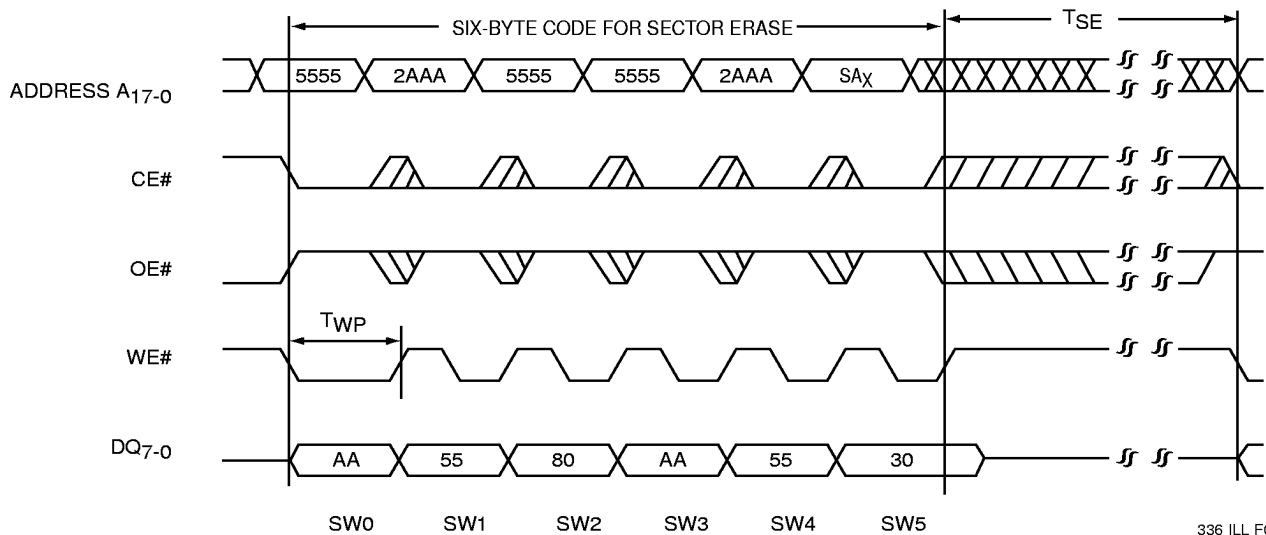 SIX-BYTE CODE FOR SECTOR ERASE TSE
ADDRESS A17-0 5555 2AAA 5555 5555 2AAA SAX
CE#
OE#
TWP
WE#
DQ7-0 AA 55 80 AA 55 30
SW0 SW1 SW2 SW3 SW4 SW5
336 ILL F